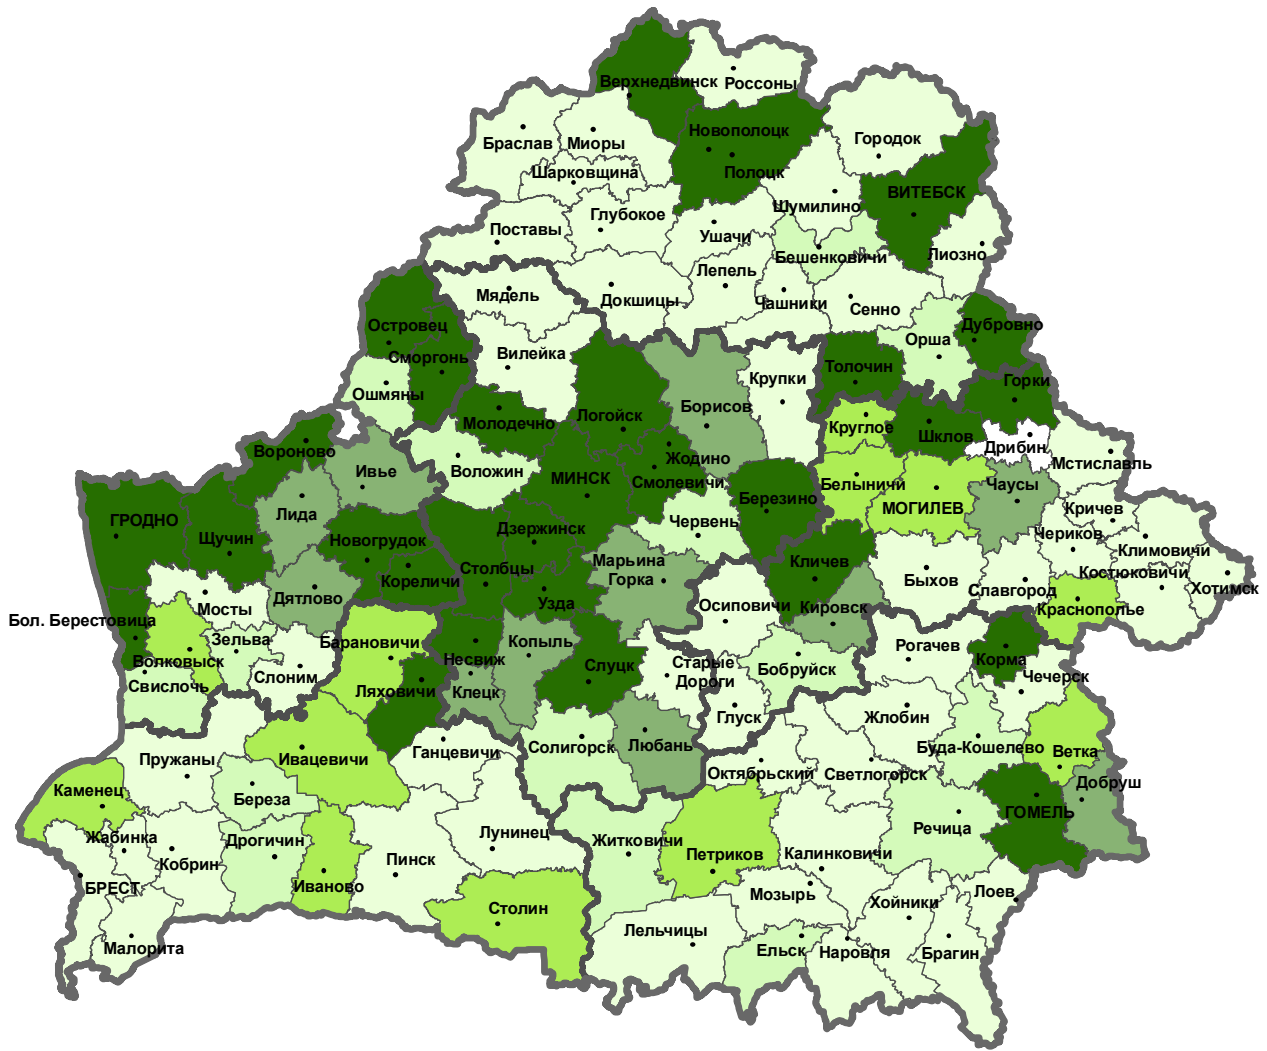 Верхнедвинск
Россоны
Новополоцк
Полоцк
Браслав
Миоры
Городок
Шарковщина
ВИТЕБСК
Шумилино
Глубокое
Поставы
Ушачи
Бешенковичи
Лиозно
Лепель
Мядель
Докшицы
Чашники
Сенно
Островец
Дубровно
Орша
Сморгонь
Вилейка
Толочин
Крупки
Горки
Ошмяны
Борисов
Логойск
Молодечно
Круглое
Шклов
Дрибин
Вороново
Ивье
Воложин
Жодино
Мстиславль
МИНСК
Смолевичи
Белыничи
Чаусы
Березино
МОГИЛЕВ
Кричев
ГРОДНО
Лида
Щучин
Новогрудок
Дзержинск
Червень
Чериков
Климовичи
Столбцы
Марьина
Горка
Кличев
Быхов
Кореличи
Костюковичи
Славгород
Хотимск
Мосты
Дятлово
Узда
Осиповичи
Кировск
Краснополье
Бол. Берестовица
Зельва
Барановичи
Копыль
Рогачев
Волковыск
Несвиж
Слуцк
Старые
Дороги
Бобруйск
Корма
Свислочь
Слоним
Ляховичи
Клецк
Чечерск
Глуск
Жлобин
Ганцевичи
Солигорск
Любань
Буда-Кошелево
Ветка
Пружаны
Ивацевичи
Октябрьский
Светлогорск
Добруш
Каменец
Береза
ГОМЕЛЬ
Жабинка
Дрогичин
Лунинец
Житковичи
Речица
Кобрин
Пинск
Петриков
Калинковичи
БРЕСТ
Иваново
Мозырь
Лоев
Столин
Хойники
Малорита
Лельчицы
Ельск
Наровля
Брагин